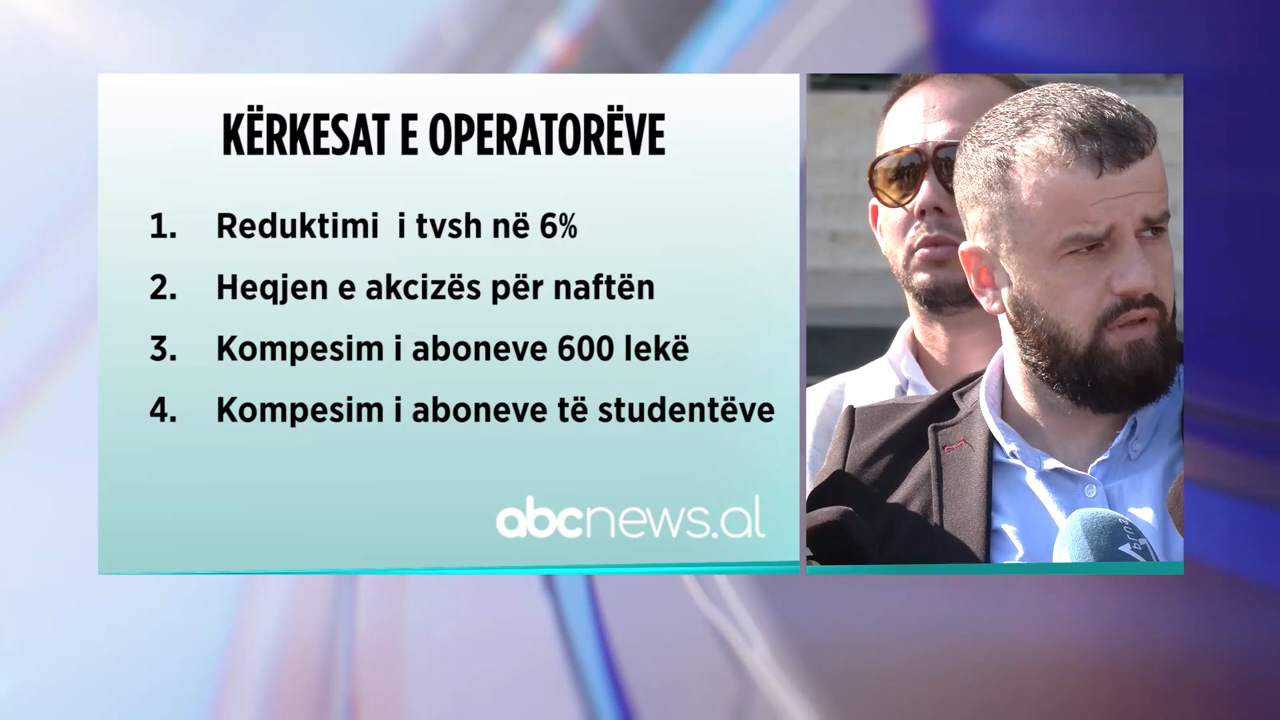 KËRKESAT E OPERATORËVE
1. Reduktimi i tvsh në 6%
2. Heqjen e akcizës për naftën
3. Kompesim i aboneve 600 lekë
4. Kompesim i aboneve të studentëve
abcnews.al